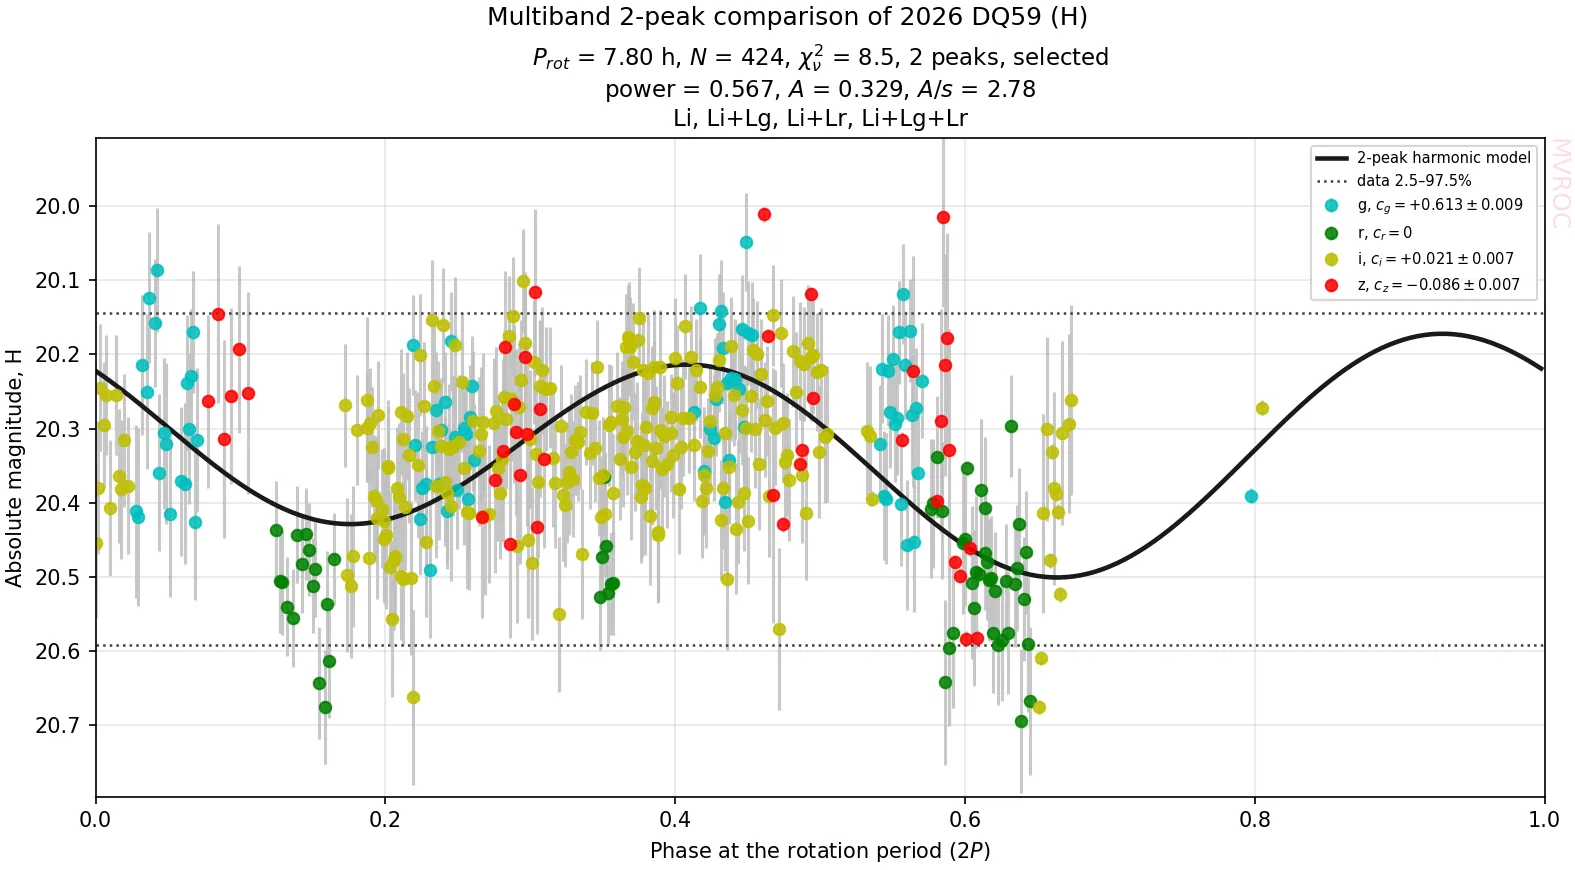 Multiband 2-peak comparison of 2026 DQ59 (H)
P_rot = 7.80 h, N = 424, χ²_ν = 8.5, 2 peaks, selected
power = 0.567, A = 0.329, A/s = 2.78
Li, Li+Lg, Li+Lr, Li+Lg+Lr
MVROC
2-peak harmonic model
data 2.5–97.5%
g, c_g = +0.613 ± 0.009
r, c_r = 0
i, c_i = +0.021 ± 0.007
z, c_z = −0.086 ± 0.007
Absolute magnitude, H
20.0
20.1
20.2
20.3
20.4
20.5
20.6
20.7
0.0 0.2 0.4 0.6 0.8 1.0
Phase at the rotation period (2P)